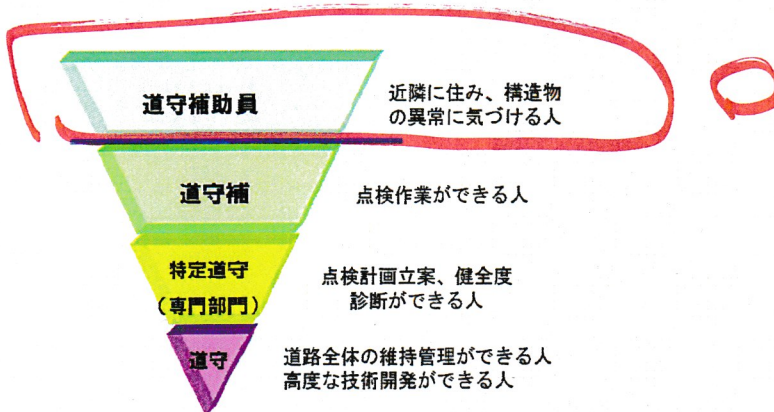 道守補助員
近隣に住み、構造物
の異常に気づける人
道守補
点検作業ができる人
特定道守
（専門部門）
点検計画立案、健全度
診断ができる人
道守
道路全体の維持管理ができる人
高度な技術開発ができる人